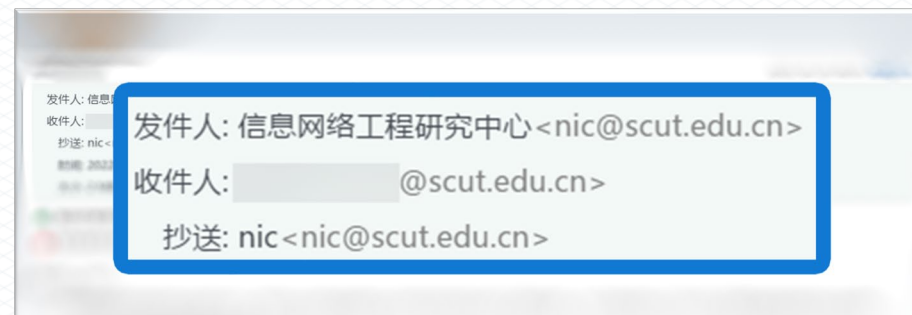 发件人: 信息
收件人:
抄送: nic<
发件人: 信息网络工程研究中心<nic@scut.edu.cn>
收件人: @scut.edu.cn>
抄送: nic<nic@scut.edu.cn>